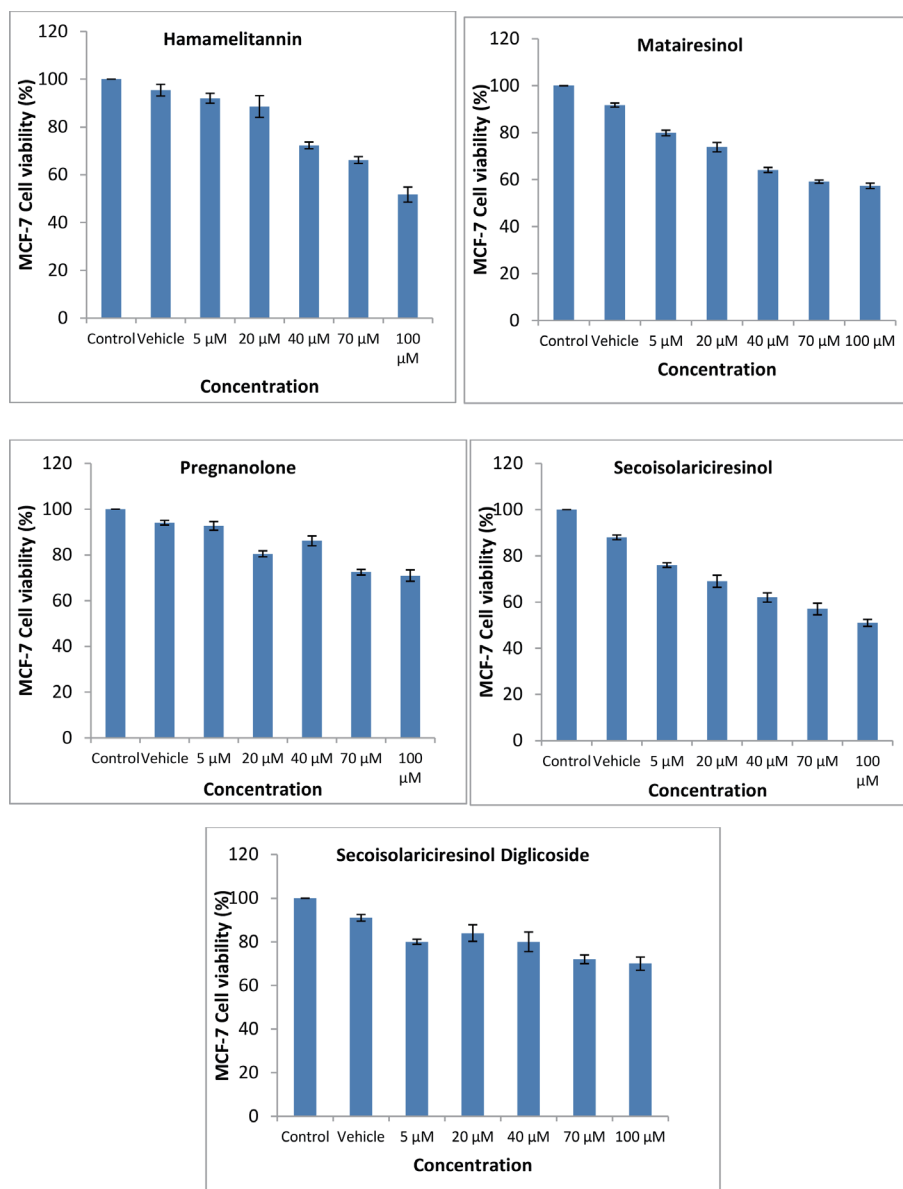 Hamamelitannin
MCF-7 Cell viability (%)
120
100
80
60
40
20
0
Control Vehicle 5 µM 20 µM 40 µM 70 µM 100 µM
Concentration
Matairesinol
MCF-7 Cell viability (%)
120
100
80
60
40
20
0
Control Vehicle 5 µM 20 µM 40 µM 70 µM 100 µM
Concentration
Pregnanolone
MCF-7 Cell viability (%)
120
100
80
60
40
20
0
Control Vehicle 5 µM 20 µM 40 µM 70 µM 100 µM
Concentration
Secoisolariciresinol
MCF-7 Cell viability (%)
120
100
80
60
40
20
0
Control Vehicle 5 µM 20 µM 40 µM 70 µM 100 µM
Concentration
Secoisolariciresinol Diglicoside
MCF-7 Cell viability (%)
120
100
80
60
40
20
0
Control Vehicle 5 µM 20 µM 40 µM 70 µM 100 µM
Concentration